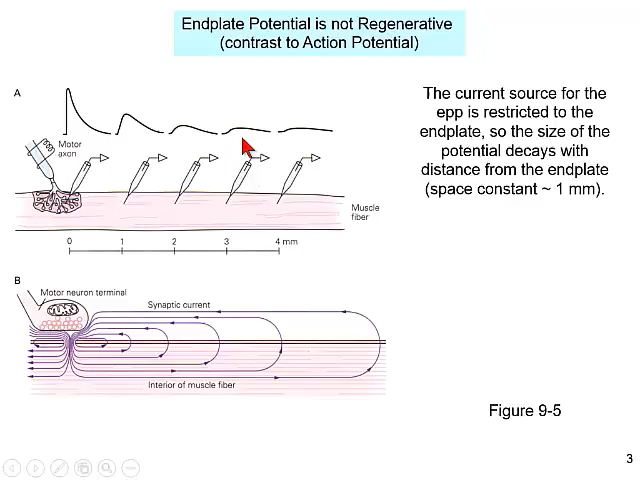 Endplate Potential is not Regenerative
(contrast to Action Potential)
A
Motor
axon
Muscle
fiber
0 1 2 3 4 mm
The current source for the
epp is restricted to the
endplate, so the size of the
potential decays with
distance from the endplate
(space constant ~ 1 mm).
B
Motor neuron terminal
Synaptic current
Interior of muscle fiber
Figure 9-5
3